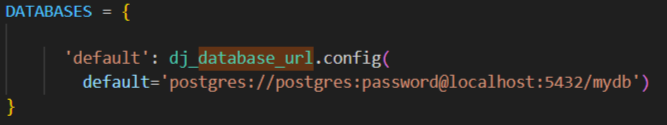 DATABASES = {
'default': dj_database_url.config(
default='postgres://postgres:password@localhost:5432/mydb')
}